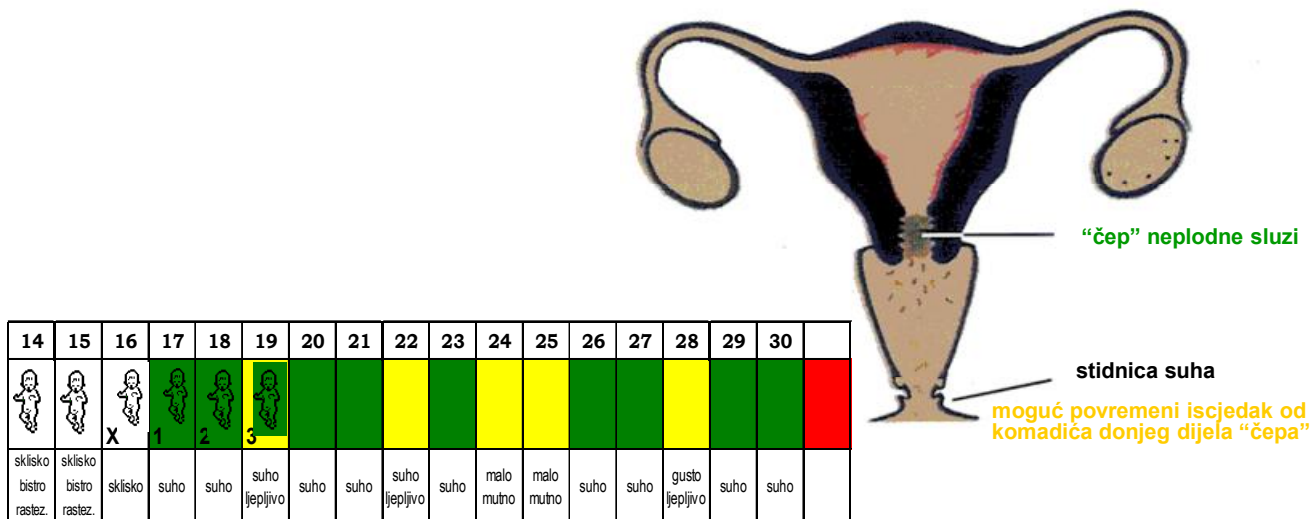 “čep” neplodne sluzi
stidnica suha
moguć povremeni iscjedak od
komadića donjeg dijela “čepa”
14 15 16 17 18 19 20 21 22 23 24 25 26 27 28 29 30
X 1 2 3
sklisko bistro rastez. sklisko bistro rastez. sklisko suho suho suho ljepljivo suho suho suho ljepljivo suho malo mutno malo mutno suho suho gusto ljepljivo suho suho